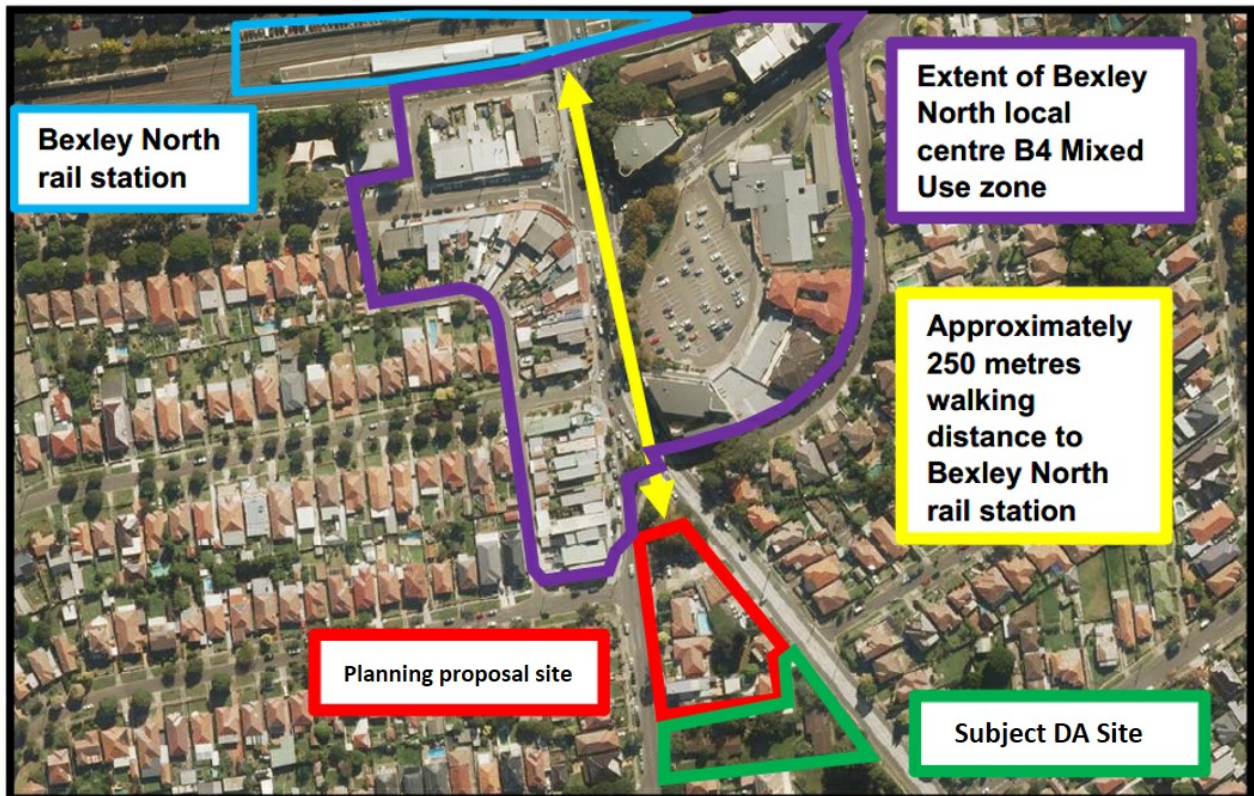 Bexley North
rail station
Extent of Bexley
North local
centre B4 Mixed
Use zone
Approximately
250 metres
walking
distance to
Bexley North
rail station
Planning proposal site
Subject DA Site